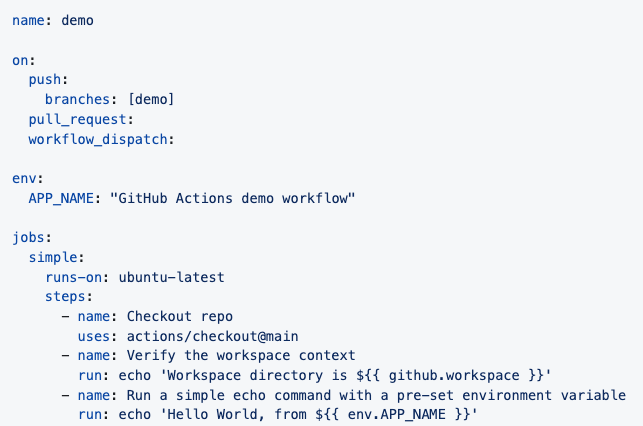 name: demo

on:
  push:
    branches: [demo]
  pull_request:
  workflow_dispatch:

env:
  APP_NAME: "GitHub Actions demo workflow"

jobs:
  simple:
    runs-on: ubuntu-latest
    steps:
      - name: Checkout repo
        uses: actions/checkout@main
      - name: Verify the workspace context
        run: echo 'Workspace directory is ${{ github.workspace }}'
      - name: Run a simple echo command with a pre-set environment variable
        run: echo 'Hello World, from ${{ env.APP_NAME }}'